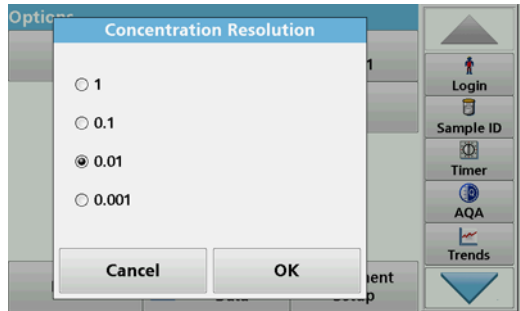 Options
Concentration Resolution
1
0.1
0.01
0.001
Cancel
OK
1
Login
Sample ID
Timer
AQA
Trends